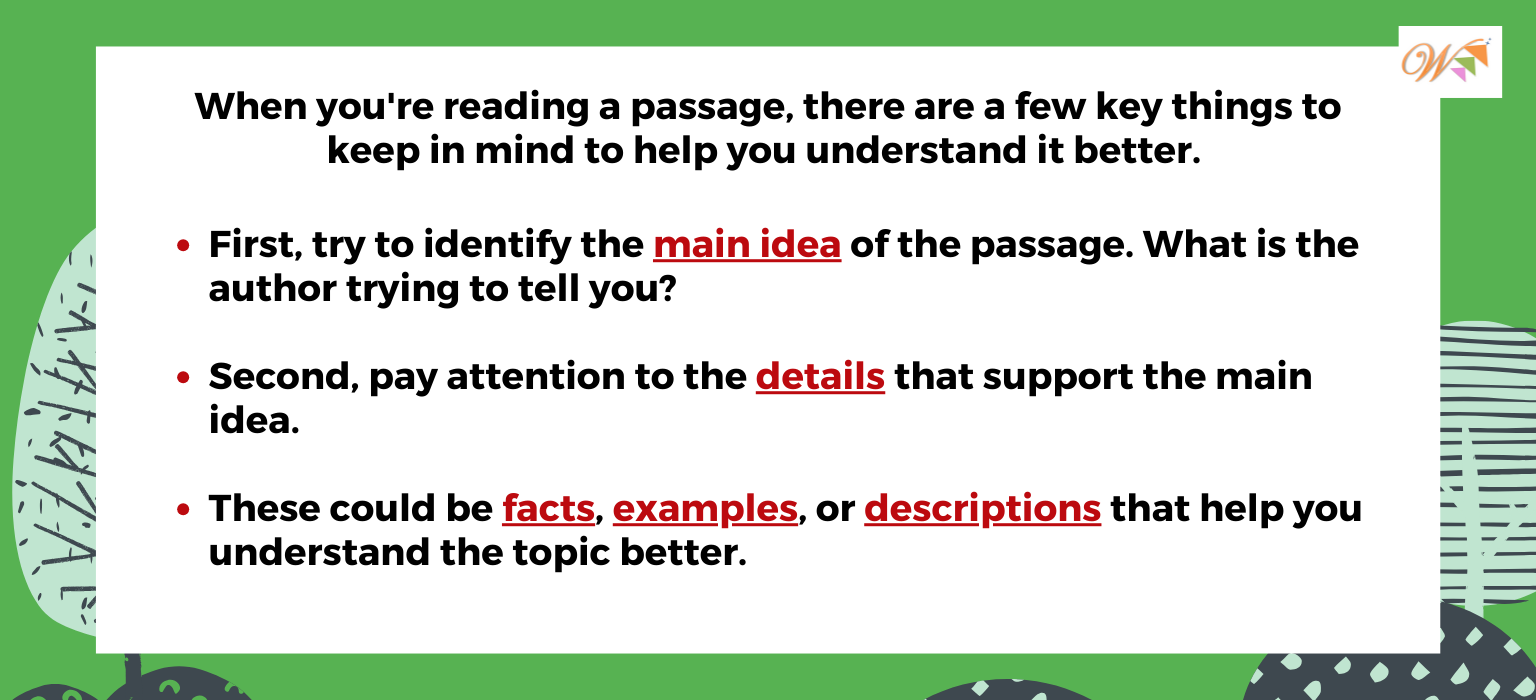 W
When you're reading a passage, there are a few key things to
keep in mind to help you understand it better.
• First, try to identify the main idea of the passage. What is the
author trying to tell you?
• Second, pay attention to the details that support the main
idea.
• These could be facts, examples, or descriptions that help you
understand the topic better.